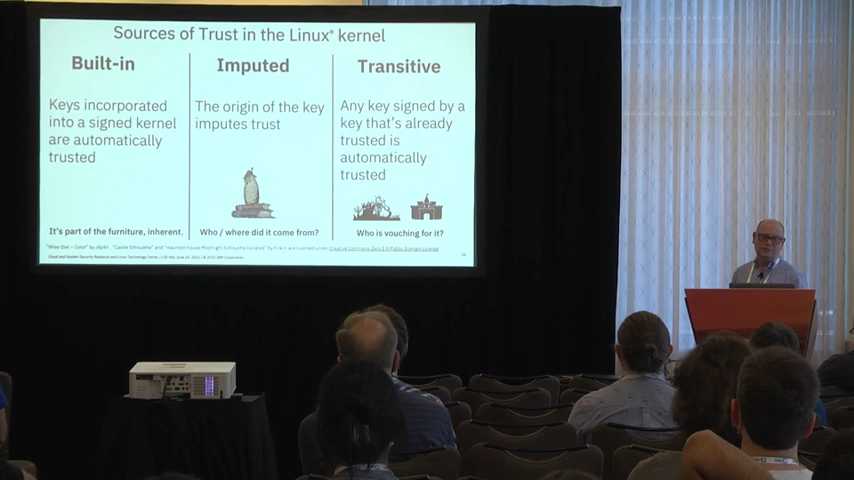 Sources of Trust in the Linux® kernel
Built-in
Keys incorporated
into a signed kernel
are automatically
trusted
It's part of the furniture, inherent.
Imputed
The origin of the key
imputes trust
Who / where did it come from?
Transitive
Any key signed by a
key that's already
trusted is
automatically
trusted
Who is vouching for it?